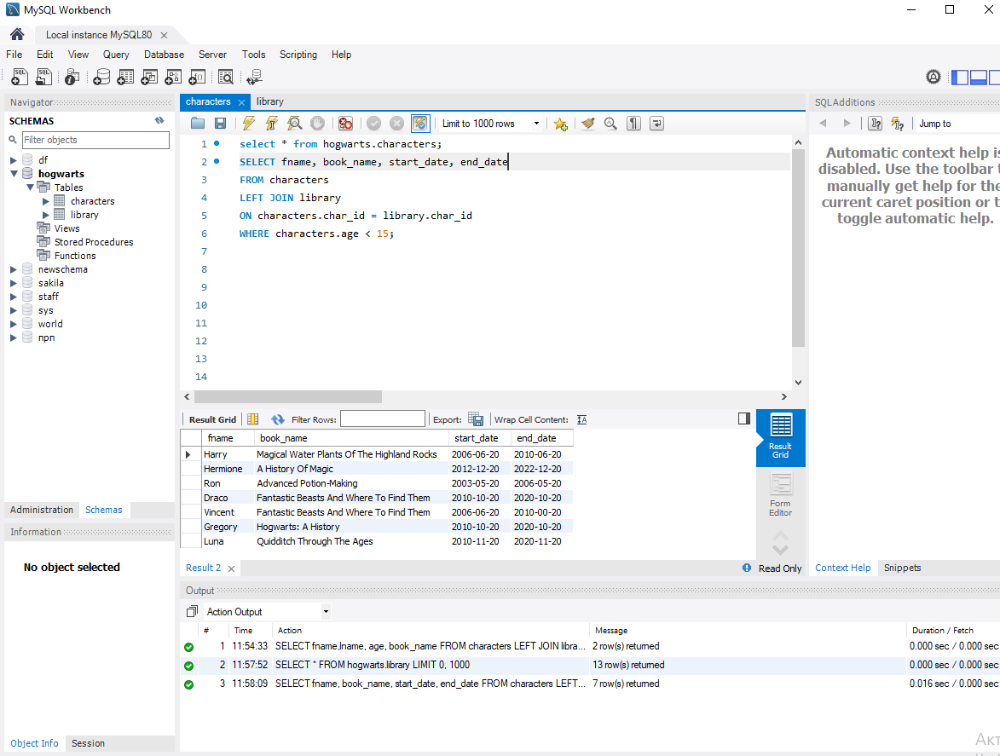 MySQL Workbench
Local instance MySQL80
File Edit View Query Database Server Tools Scripting Help
Navigator
SCHEMAS
Filter objects
df
hogwarts
Tables
characters
library
Views
Stored Procedures
Functions
newschema
sakila
staff
sys
world
прп
Administration Schemas
Information
No object selected
Object Info Session
characters library
Limit to 1000 rows
1 select * from hogwarts.characters;
2 SELECT fname, book_name, start_date, end_date
3 FROM characters
4 LEFT JOIN library
5 ON characters.char_id = library.char_id
6 WHERE characters.age < 15;
7
8
9
10
11
12
13
14
Result Grid Filter Rows: Export: Wrap Cell Content:
fname book_name start_date end_date
Harry Magical Water Plants Of The Highland Rocks 2006-06-20 2010-06-20
Hermione A History Of Magic 2012-12-20 2022-12-20
Ron Advanced Potion-Making 2003-05-20 2006-05-20
Draco Fantastic Beasts And Where To Find Them 2010-10-20 2020-10-20
Vincent Fantastic Beasts And Where To Find Them 2006-06-20 2010-00-20
Gregory Hogwarts: A History 2010-10-20 2020-10-20
Luna Quidditch Through The Ages 2010-11-20 2020-11-20
Result
Grid
Form
Editor
Result 2 Read Only
SQLAdditions
Jump to
Automatic context help is
disabled. Use the toolbar t
manually get help for the
current caret position or t
toggle automatic help.
Context Help Snippets
Output
Action Output
# Time Action Message Duration / Fetch
1 11:54:33 SELECT fname,lname, age, book_name FROM characters LEFT JOIN libra... 2 row(s) returned 0.000 sec / 0.000 sec
2 11:57:52 SELECT * FROM hogwarts.library LIMIT 0, 1000 13 row(s) returned 0.000 sec / 0.000 sec
3 11:58:09 SELECT fname, book_name, start_date, end_date FROM characters LEFT... 7 row(s) returned 0.016 sec / 0.000 sec
Акт